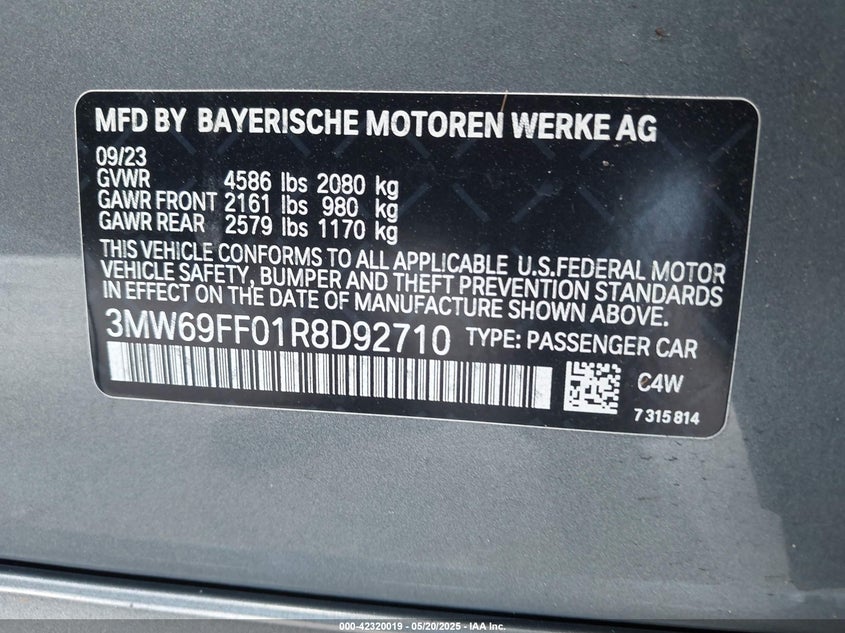 MFD BY BAYERISCHE MOTOREN WERKE AG
09/23
GVWR 4586 lbs 2080 kg
GAWR FRONT 2161 lbs 980 kg
GAWR REAR 2579 lbs 1170 kg
THIS VEHICLE CONFORMS TO ALL APPLICABLE U.S.FEDERAL MOTOR
VEHICLE SAFETY, BUMPER AND THEFT PREVENTION STANDARDS
IN EFFECT ON THE DATE OF MANUFACTURE SHOWN ABOVE.
3MW69FF01R8D92710 TYPE: PASSENGER CAR
C4W
7 315 814
000-42320019 - 05/20/2025 - IAA Inc.